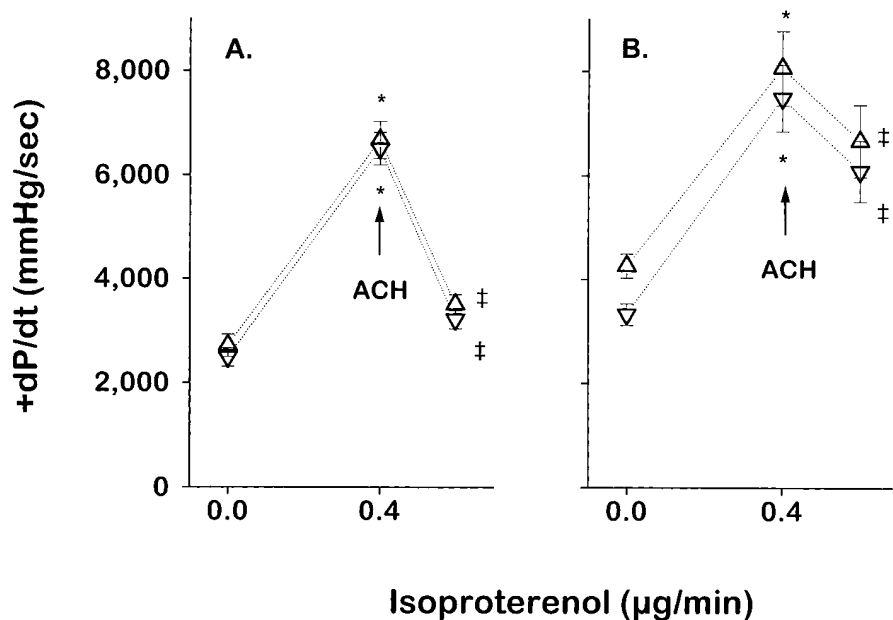 A.
B.
+dP/dt (mmHg/sec)
8,000
6,000
4,000
2,000
0
*
*
ACH
‡
‡
*
*
ACH
‡
‡
0.0
0.4
0.0
0.4
Isoproterenol (µg/min)